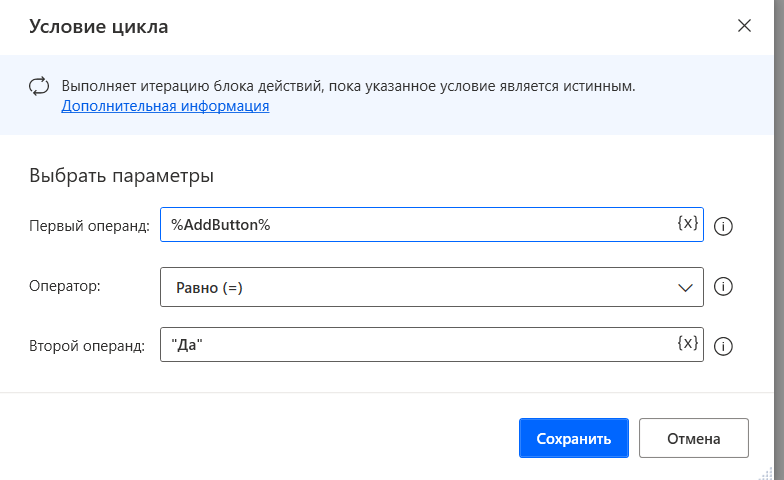 Условие цикла
Выполняет итерацию блока действий, пока указанное условие является истинным.
Дополнительная информация
Выбрать параметры
Первый операнд: %AddButton% {x}
Оператор: Равно (=)
Второй операнд: "Да" {x}
Сохранить Отмена